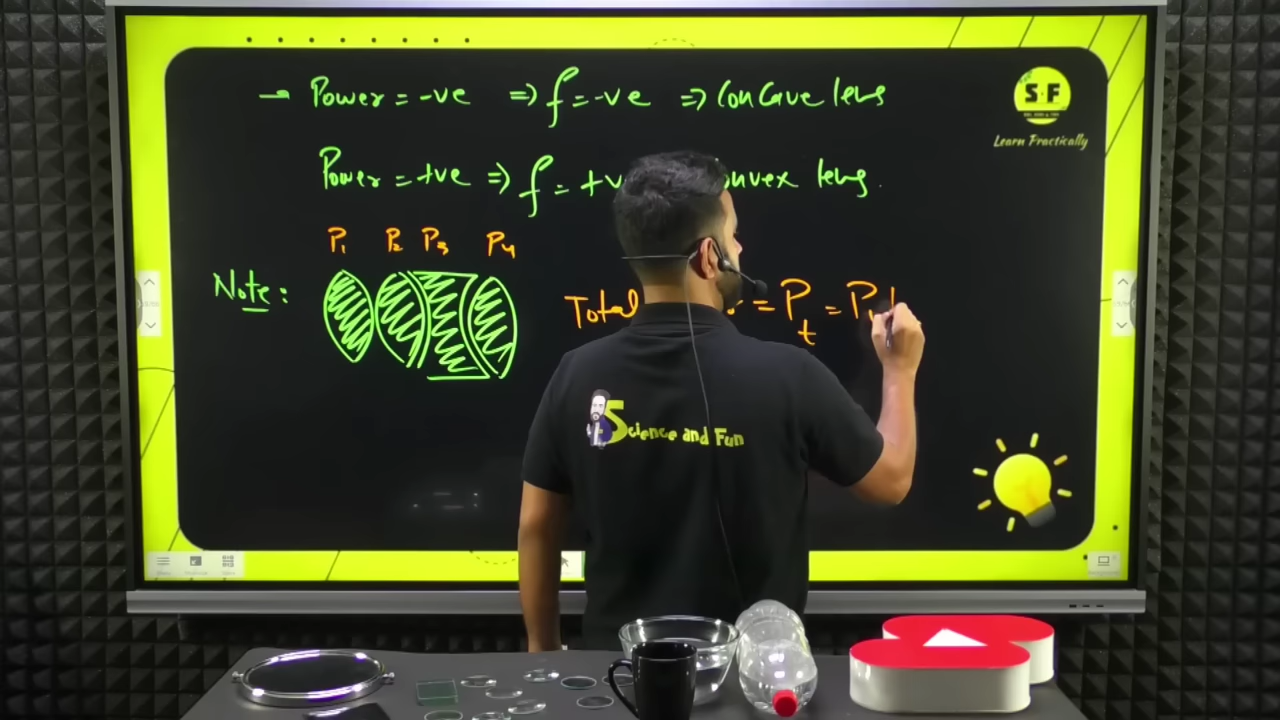 → Power = -ve ⇒ f = -ve ⇒ Concave lens
Power = +ve ⇒ f = +v onvex lens.
P₁ P₂ P₃ P₄
Note:
Total = Pₜ = P₁ +
S F
Learn Practically
Science and Fun